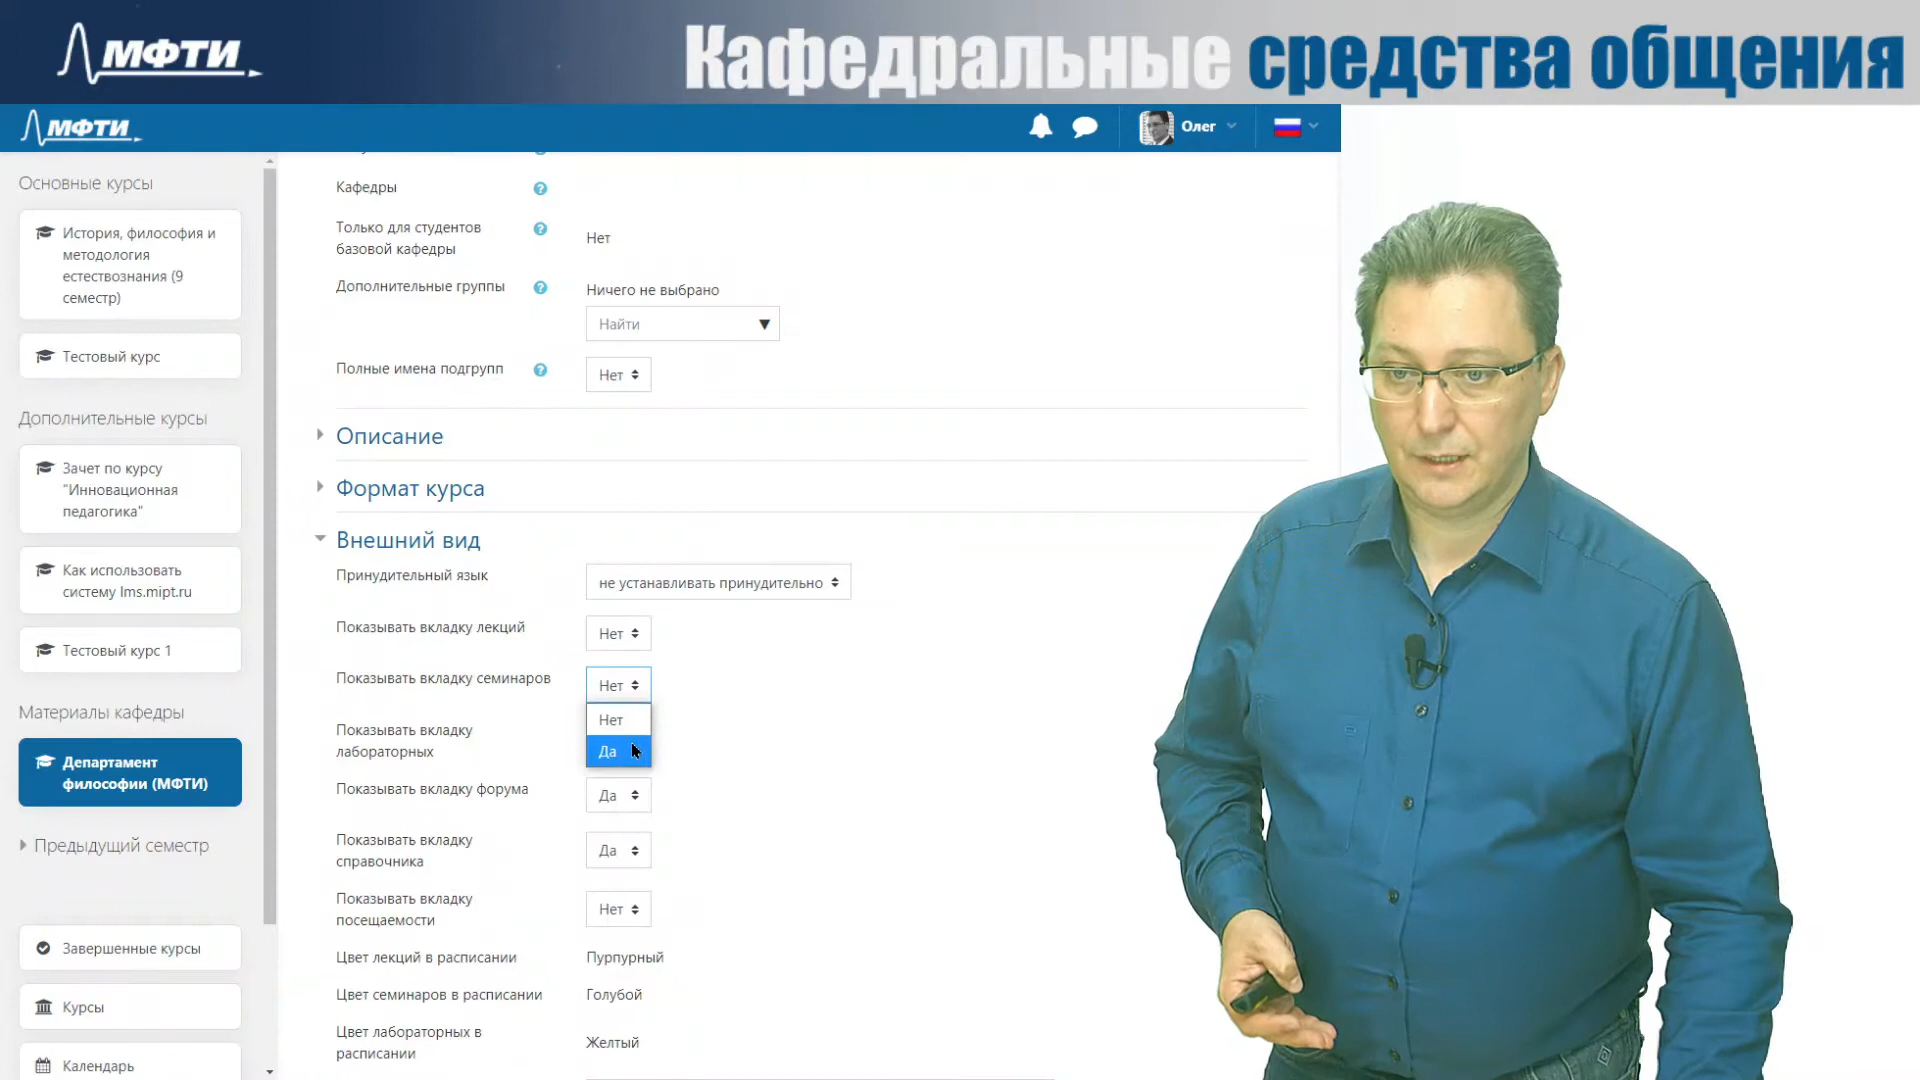 МФТИ
Кафедральные средства общения
МФТИ
Олег
Основные курсы
История, философия и
методология
естествознания (9
семестр)
Тестовый курс
Дополнительные курсы
Зачет по курсу
"Инновационная
педагогика"
Как использовать
систему lms.mipt.ru
Тестовый курс 1
Материалы кафедры
Департамент
философии (МФТИ)
Предыдущий семестр
Завершенные курсы
Курсы
Календарь
Кафедры
Только для студентов
базовой кафедры
Нет
Дополнительные группы
Ничего не выбрано
Найти
Полные имена подгрупп
Нет
Описание
Формат курса
Внешний вид
Принудительный язык
не устанавливать принудительно
Показывать вкладку лекций
Нет
Показывать вкладку семинаров
Нет
Нет
Да
Показывать вкладку
лабораторных
Показывать вкладку форума
Да
Показывать вкладку
справочника
Да
Показывать вкладку
посещаемости
Нет
Цвет лекций в расписании
Пурпурный
Цвет семинаров в расписании
Голубой
Цвет лабораторных в
расписании
Желтый